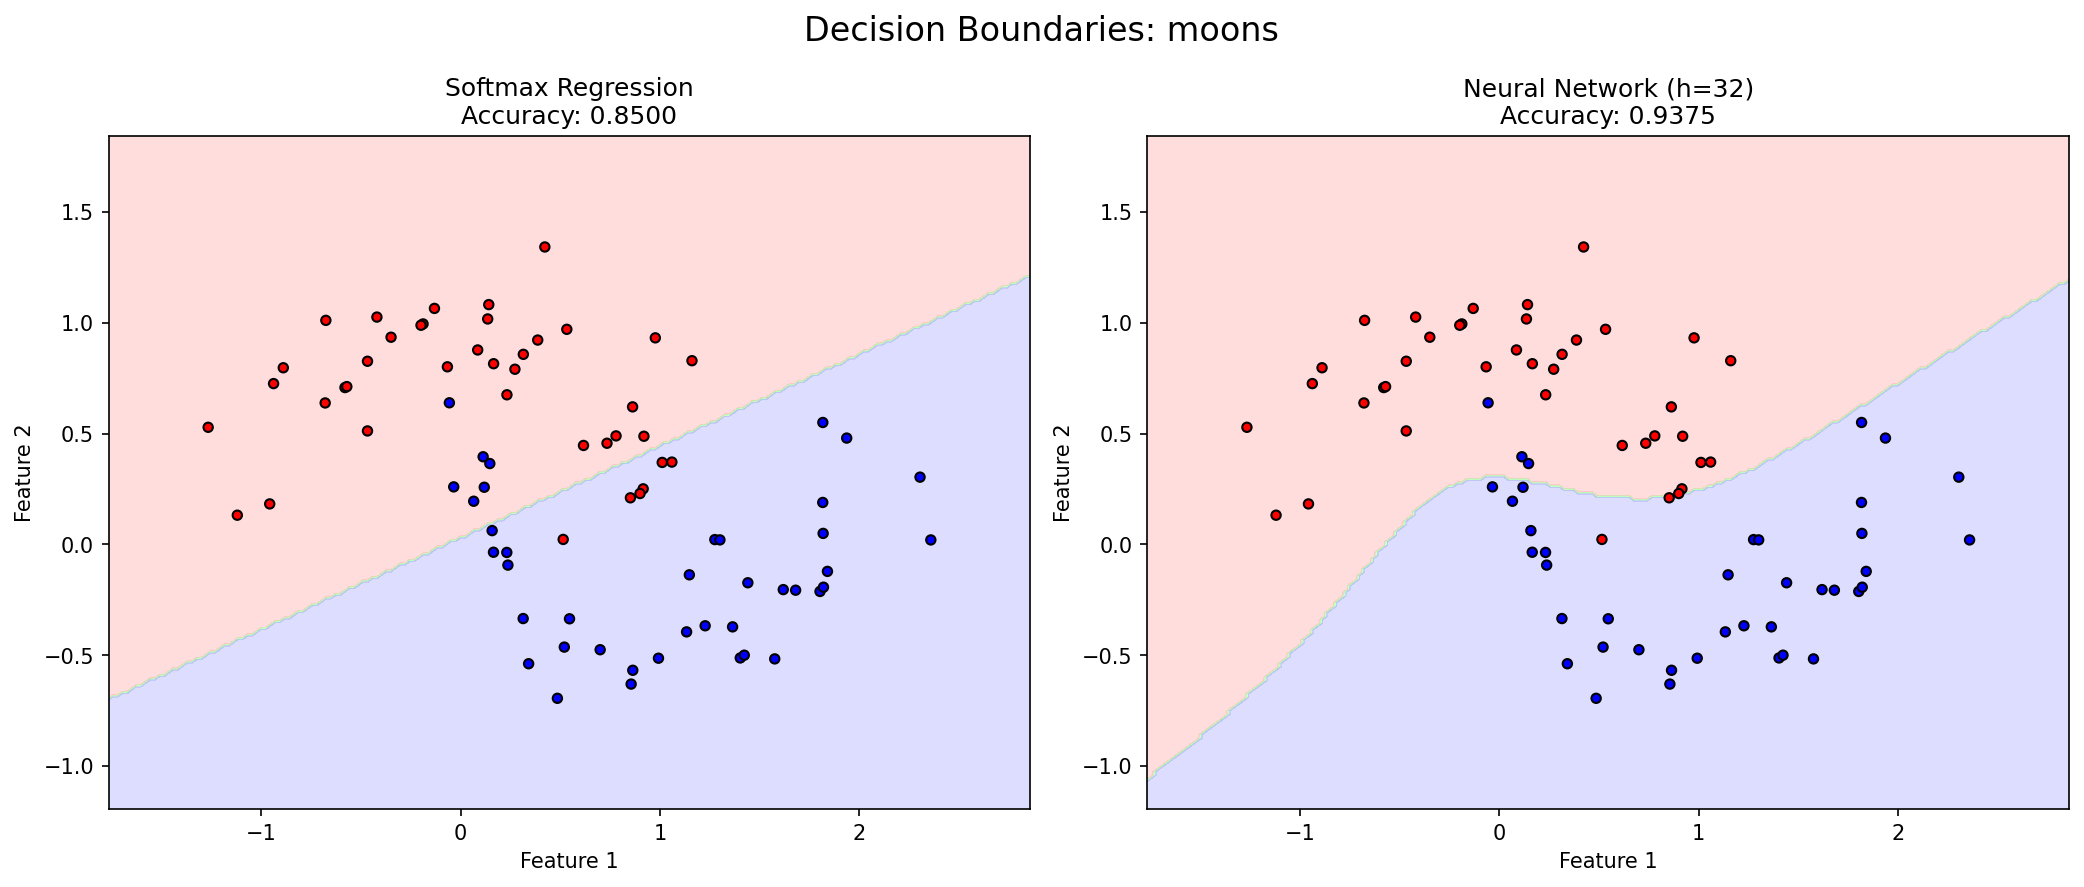 Decision Boundaries: moons
Softmax Regression
Accuracy: 0.8500
1.5
1.0
0.5
0.0
−0.5
−1.0
Feature 2
−1
0
1
2
Feature 1
Neural Network (h=32)
Accuracy: 0.9375
1.5
1.0
0.5
0.0
−0.5
−1.0
Feature 2
−1
0
1
2
Feature 1